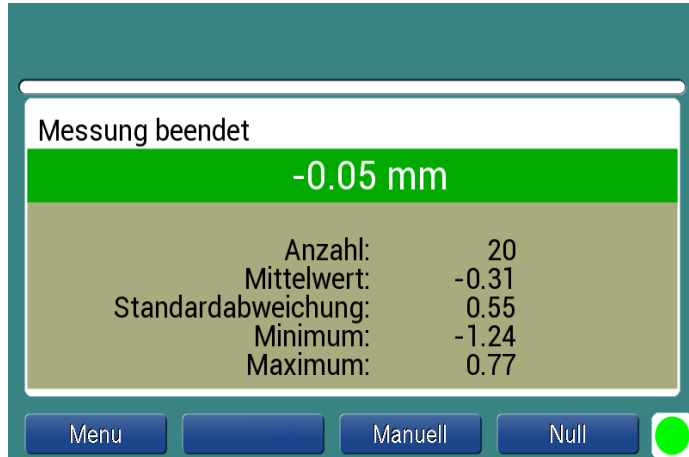 Messung beendet
-0.05 mm
Anzahl: 20
Mittelwert: -0.31
Standardabweichung: 0.55
Minimum: -1.24
Maximum: 0.77
Menu Manuell Null